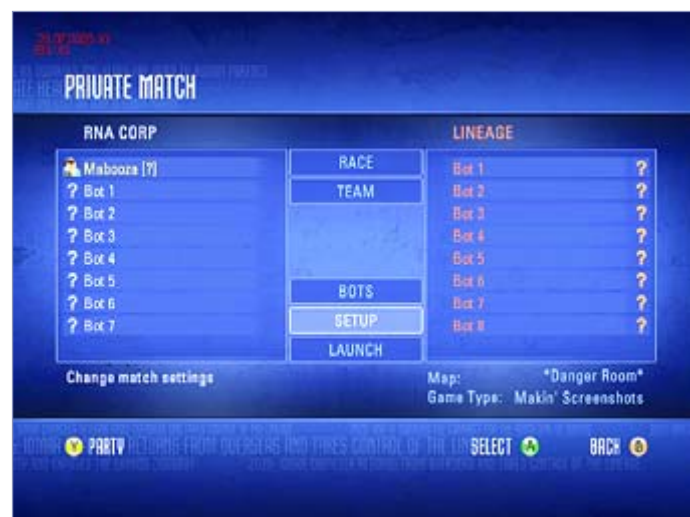 PRIVATE MATCH
RNA CORP
Mabooza [?]
? Bot 1
? Bot 2
? Bot 3
? Bot 4
? Bot 5
? Bot 6
? Bot 7
RACE
TEAM
BOTS
SETUP
LAUNCH
LINEAGE
Bot 1 ?
Bot 2 ?
Bot 3 ?
Bot 4 ?
Bot 5 ?
Bot 6 ?
Bot 7 ?
Bot 8 ?
Change match settings
Map: *Danger Room*
Game Type: Makin' Screenshots
Y PARTY
SELECT A
BACK B